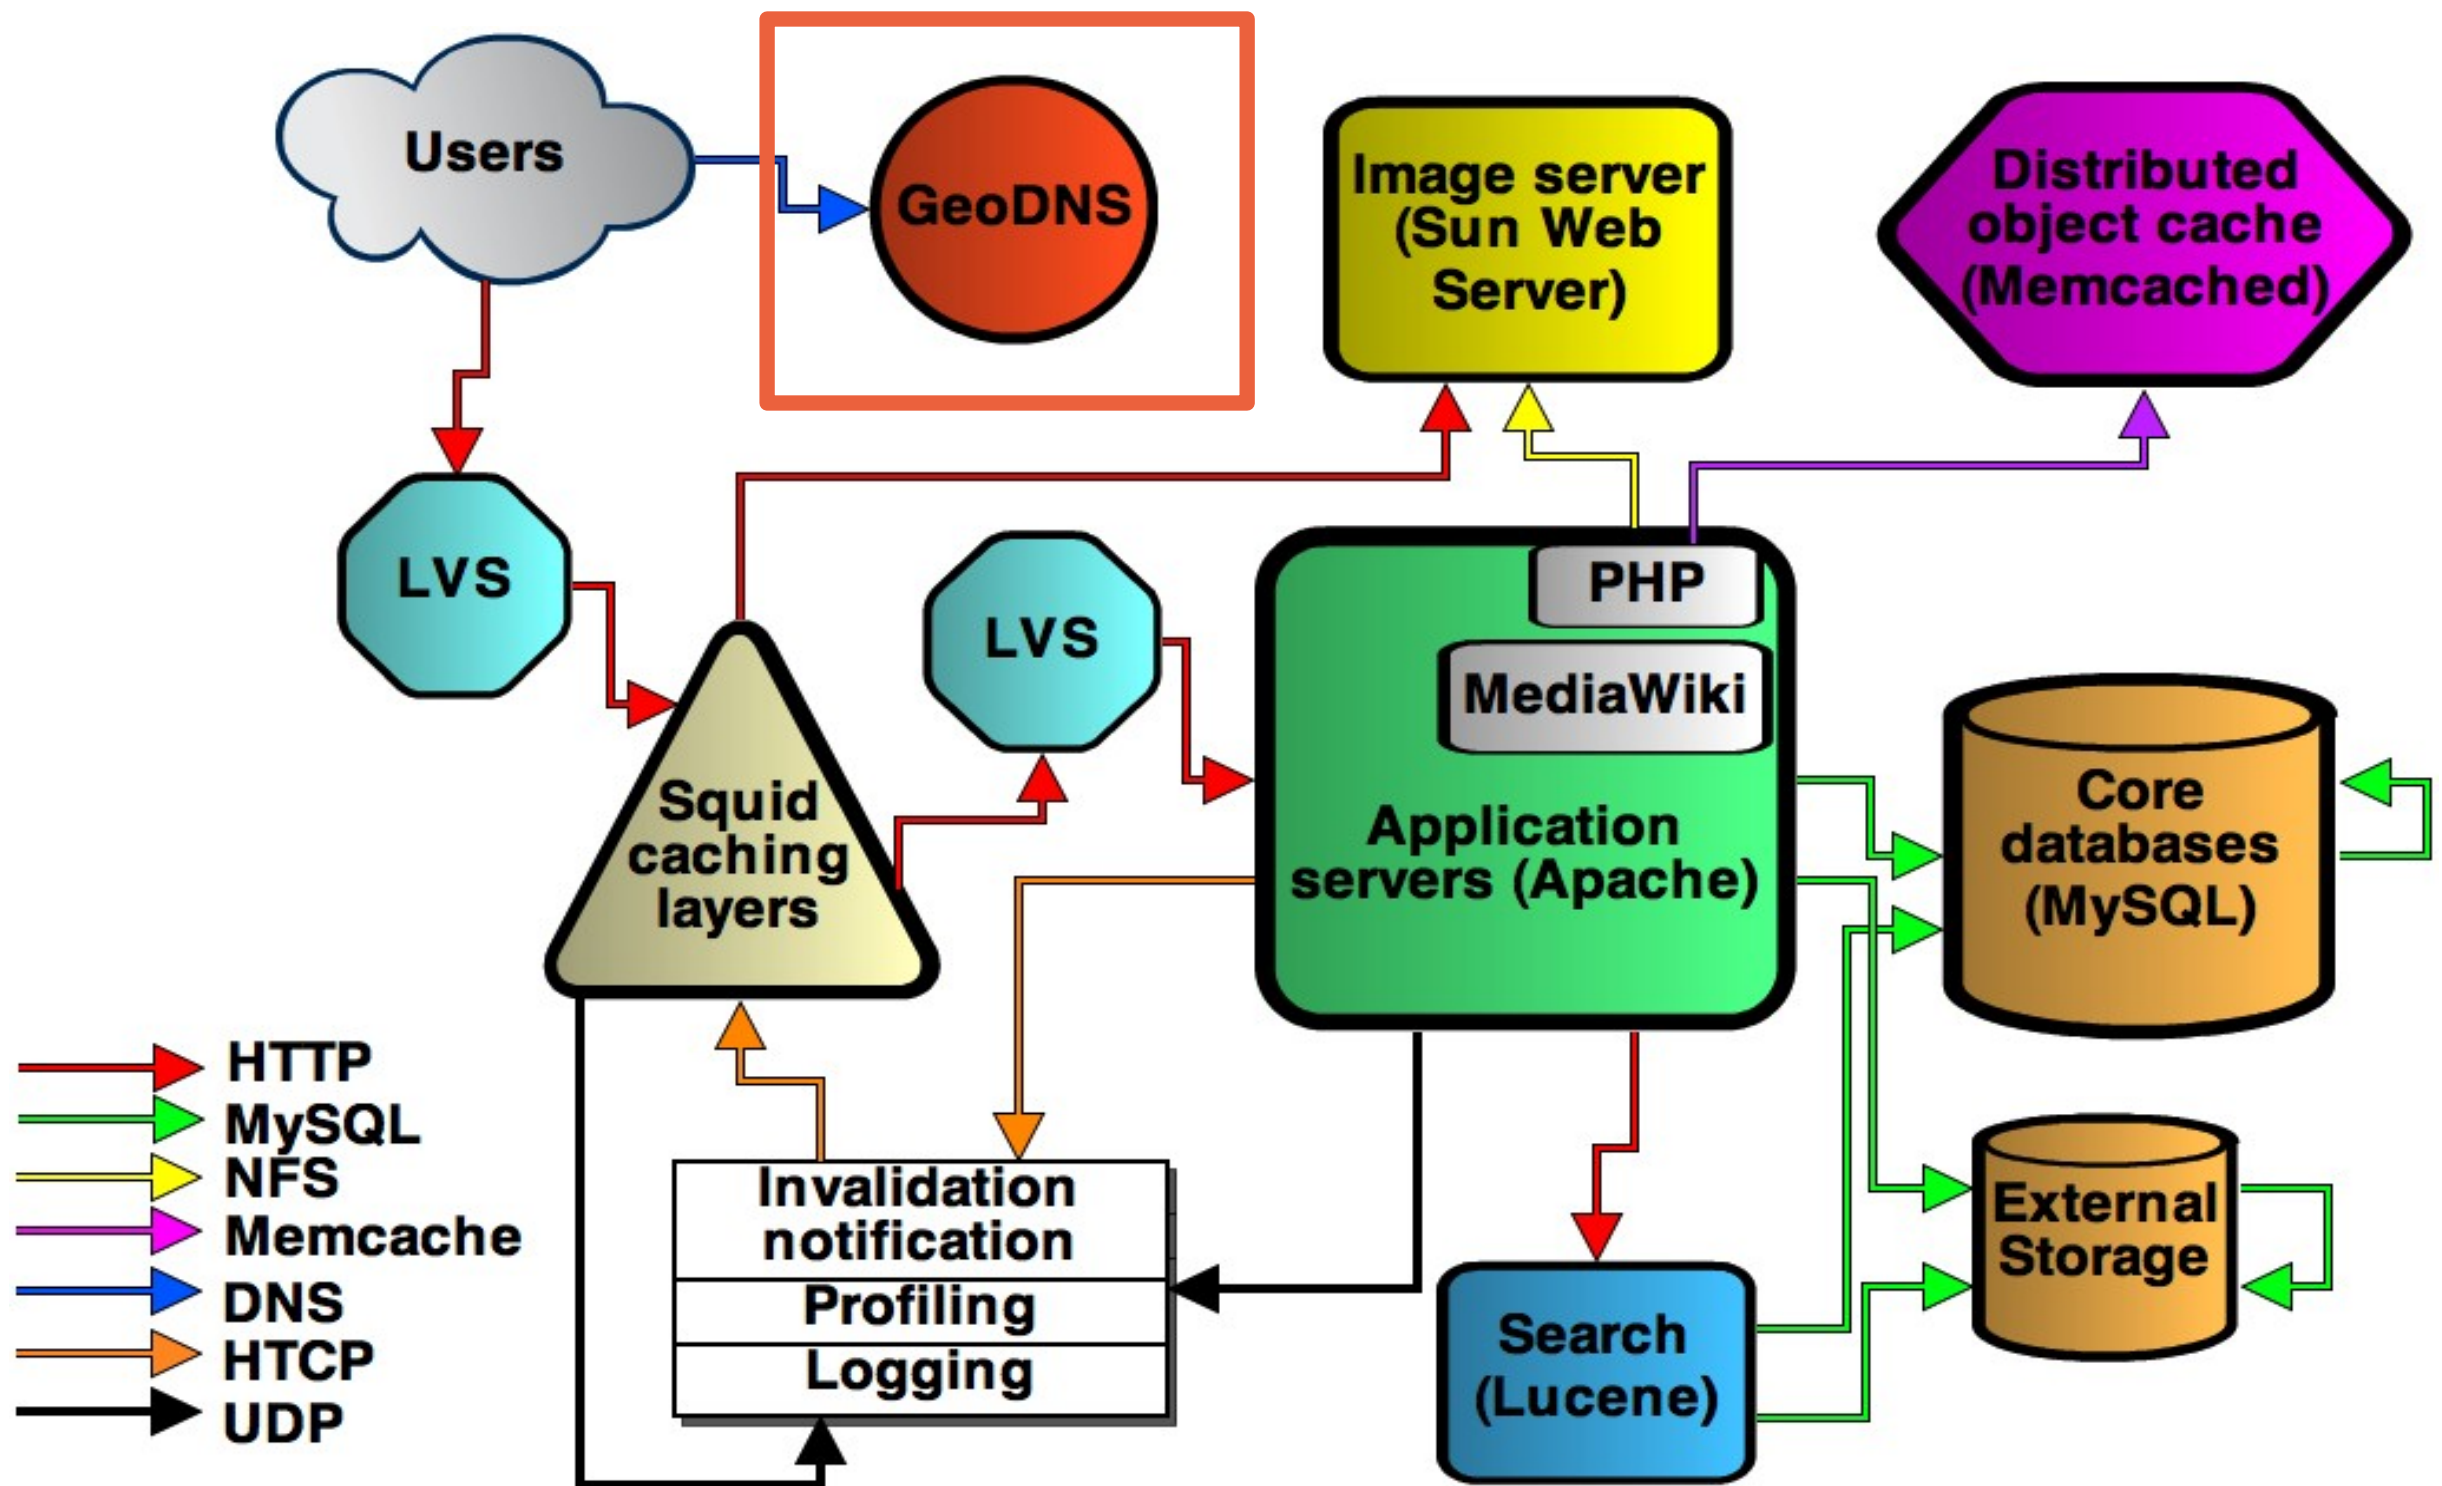 Users
GeoDNS
Image server
(Sun Web
Server)
Distributed
object cache
(Memcached)
LVS
LVS
PHP
MediaWiki
Application
servers (Apache)
Squid
caching
layers
Core
databases
(MySQL)
HTTP
MySQL
NFS
Memcache
DNS
HTCP
UDP
Invalidation
notification
Profiling
Logging
Search
(Lucene)
External
Storage